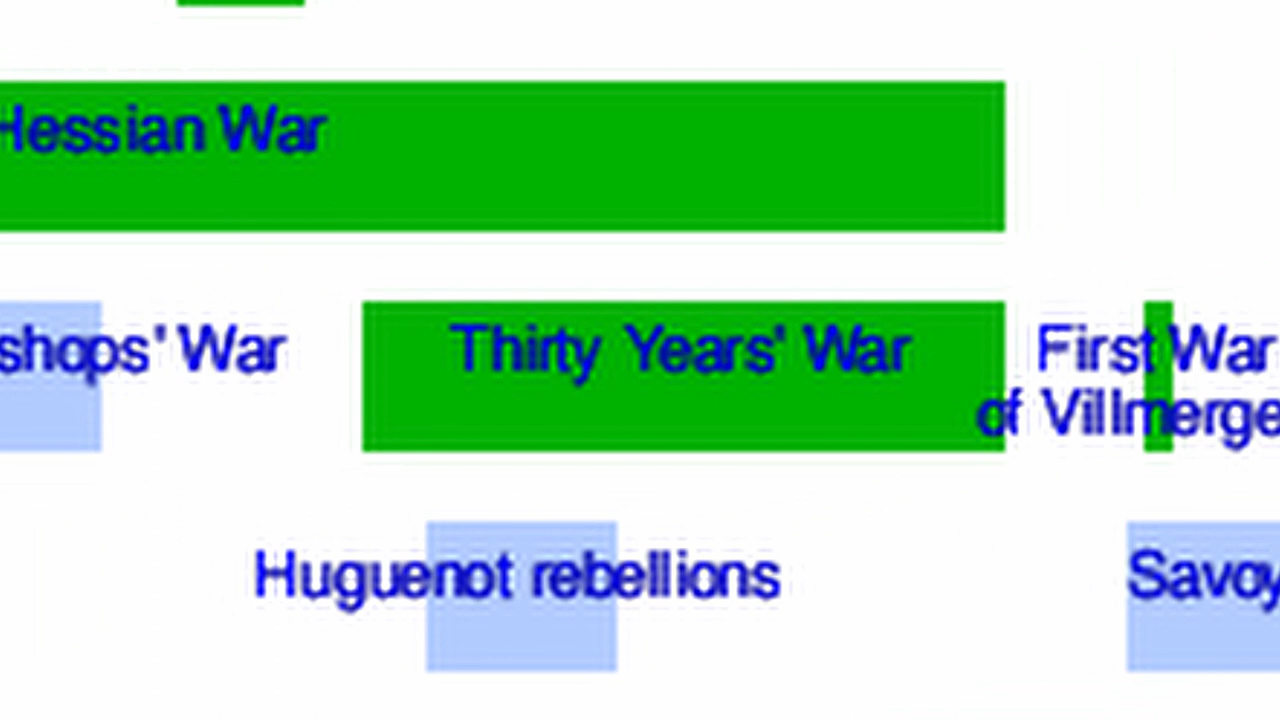 Hessian War
shops' War
Thirty Years' War
First War
of Villmerge
Huguenot rebellions
Savoy